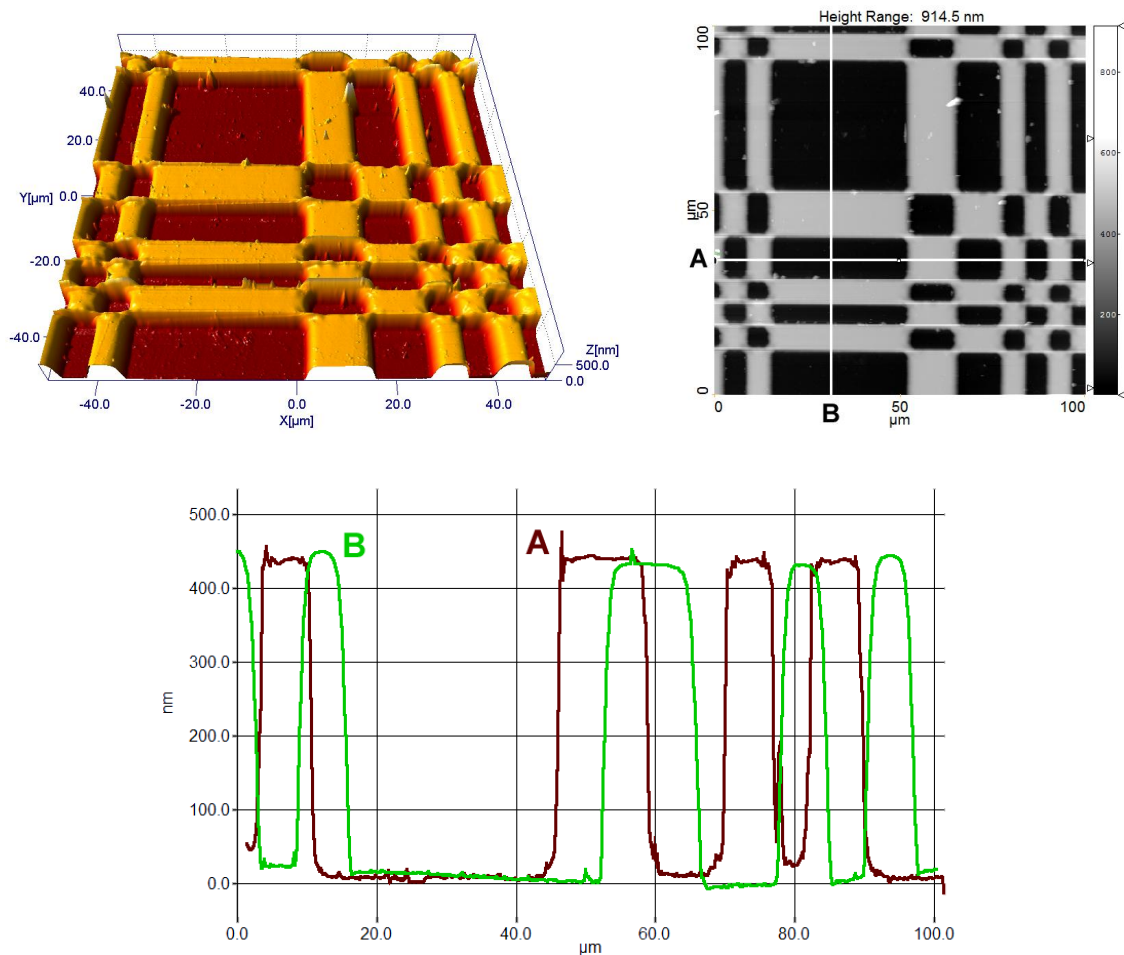 40.0
20.0
Y[µm] 0.0
-20.0
-40.0
Z[nm]
500.0
0.0
-40.0 -20.0 0.0 20.0 40.0
X[µm]
Height Range: 914.5 nm
100
50
µm
0
A
B
0 50 100
µm
800
600
400
200
500.0
400.0
300.0
nm
200.0
100.0
0.0
B A
0.0 20.0 40.0 60.0 80.0 100.0
µm